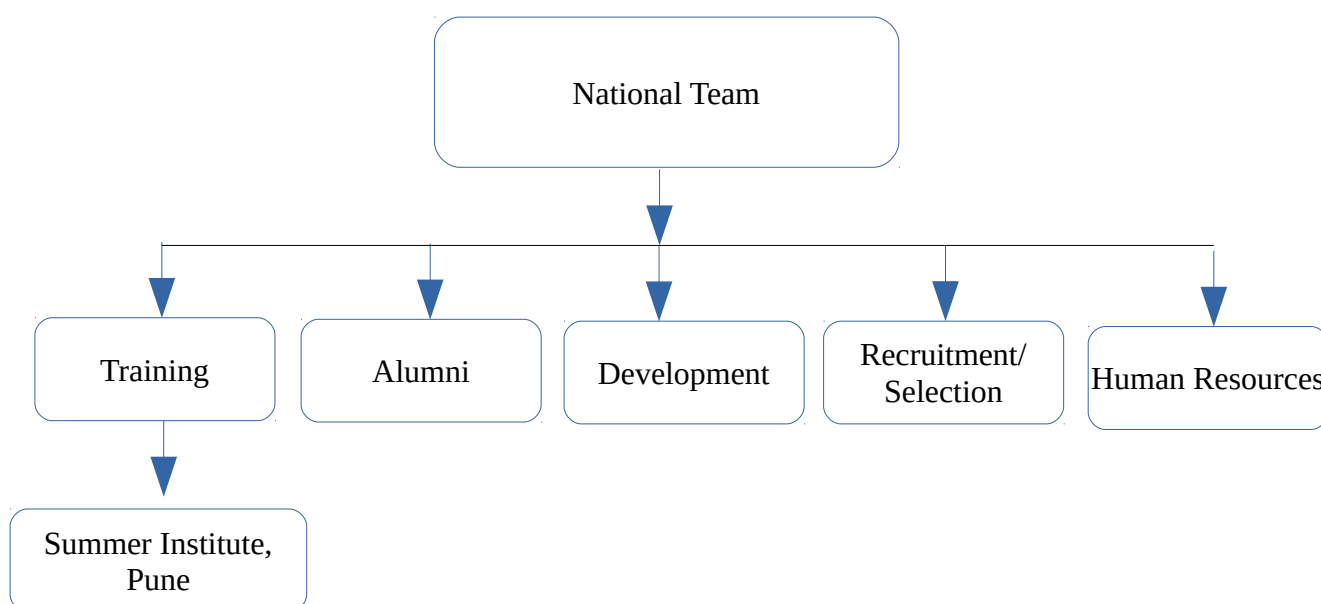 National Team
Training
Alumni
Development
Recruitment/
Selection
Human Resources
Summer Institute,
Pune